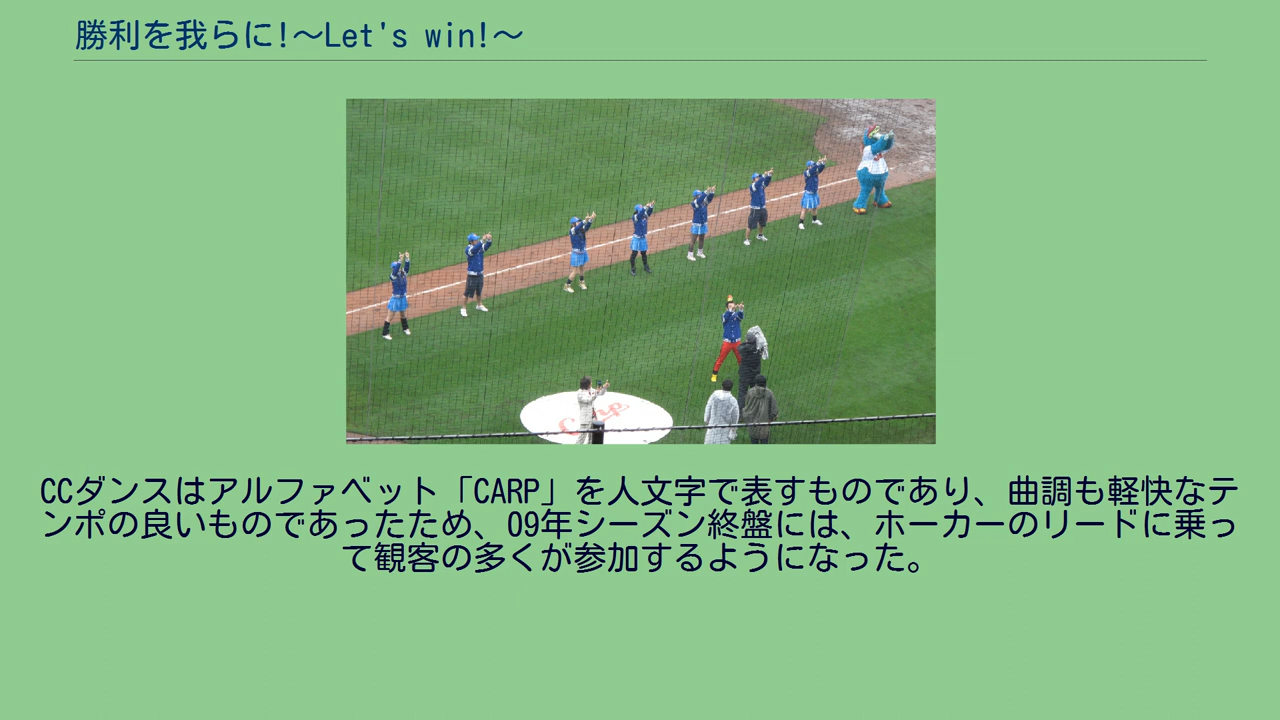 勝利を我らに!～Let's win!～
Carp
CCダンスはアルファベット「CARP」を人文字で表すものであり、曲調も軽快なテ
ンポの良いものであったため、09年シーズン終盤には、ホーカーのリードに乗っ
て観客の多くが参加するようになった。